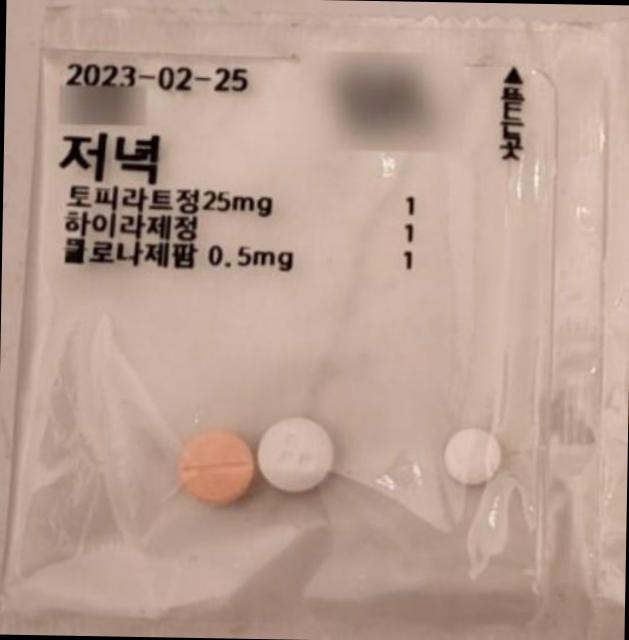 2023-02-25
▲뜯는곳
저녁
토피라트정25mg 1
하이라제정 1
클로나제팜 0.5mg 1